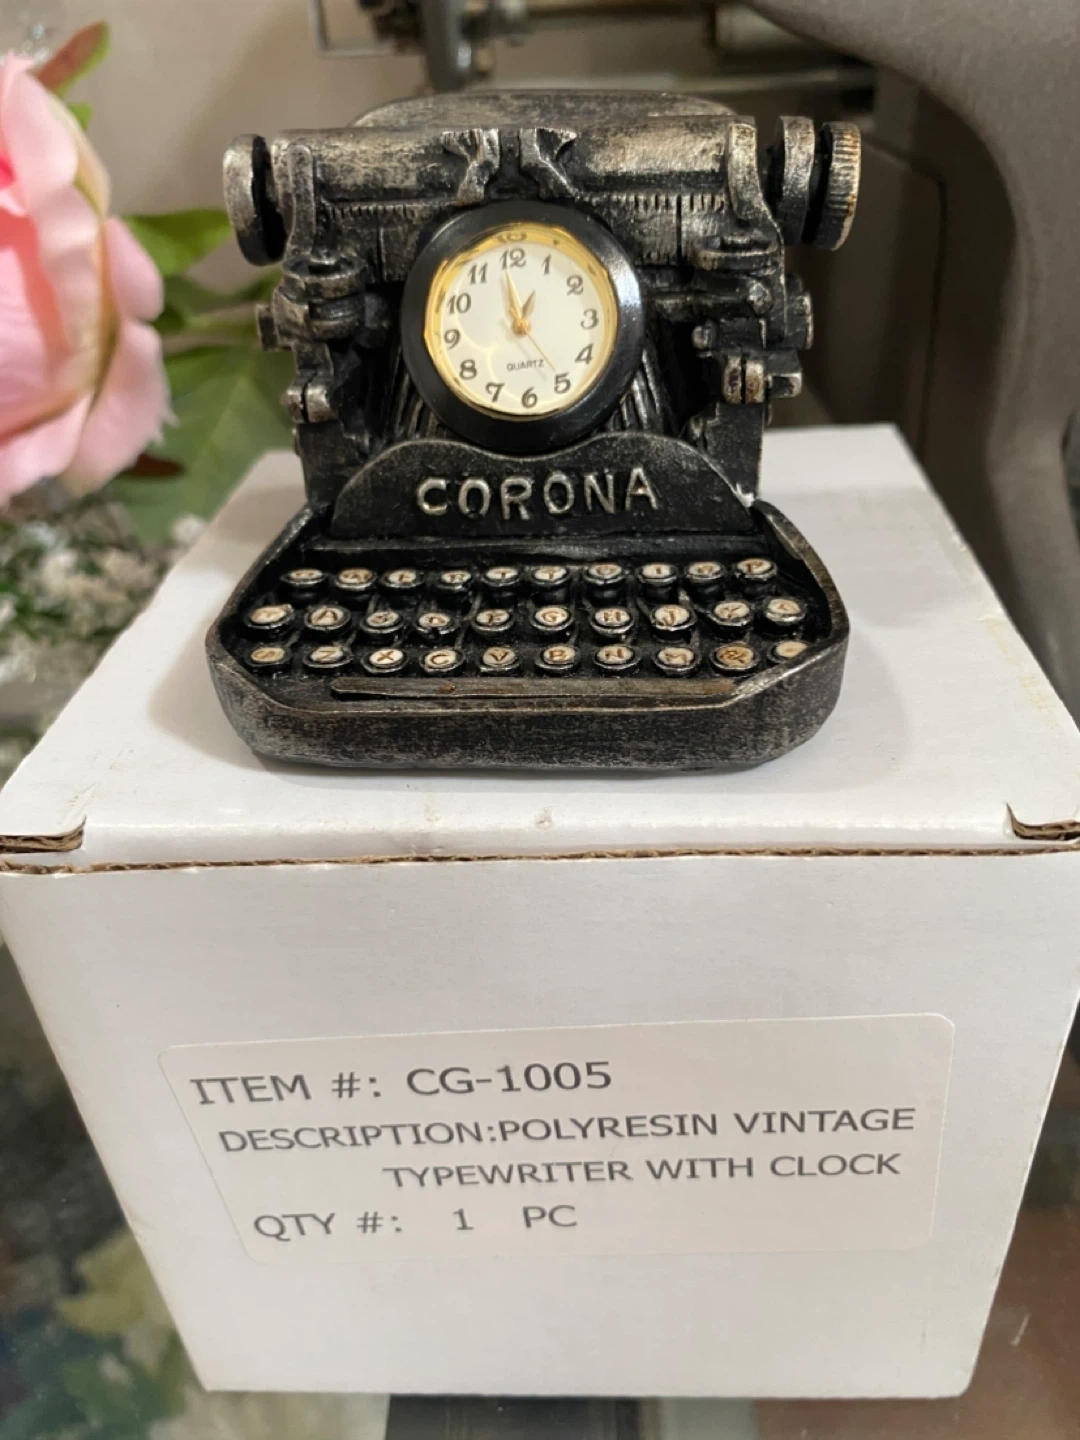 12
1
2
3
4
5
6
7
8
9
10
11
QUARTZ
CORONA
Z X C V B N M
ITEM #: CG-1005
DESCRIPTION:POLYRESIN VINTAGE
TYPEWRITER WITH CLOCK
QTY #: 1 PC